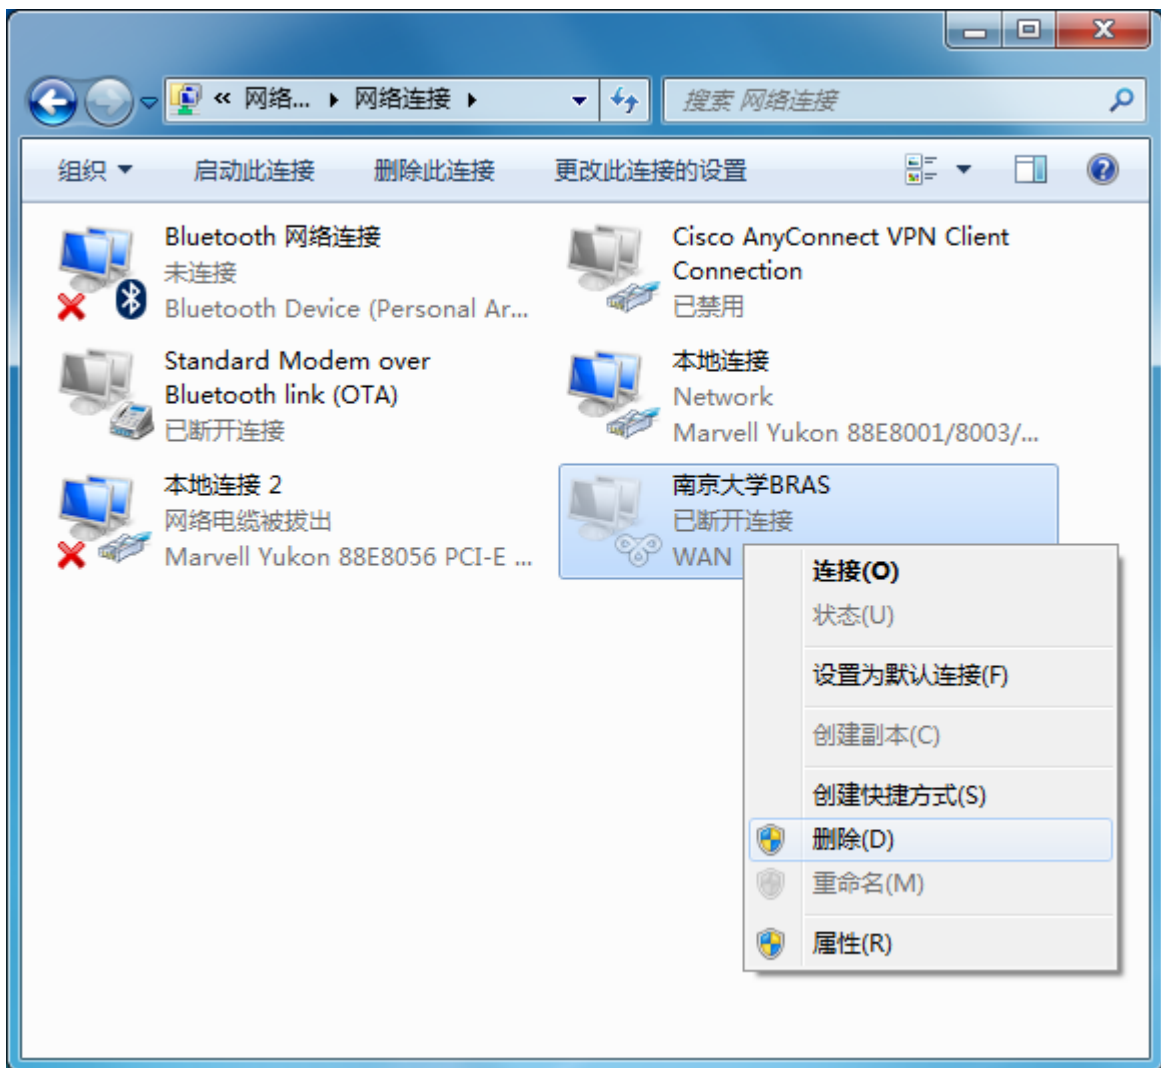 « 网络... ▸ 网络连接 ▸
搜索 网络连接
组织 ▼ 启动此连接 删除此连接 更改此连接的设置
Bluetooth 网络连接
未连接
Bluetooth Device (Personal Ar...
Cisco AnyConnect VPN Client
Connection
已禁用
Standard Modem over
Bluetooth link (OTA)
已断开连接
本地连接
Network
Marvell Yukon 88E8001/8003/...
本地连接 2
网络电缆被拔出
Marvell Yukon 88E8056 PCI-E ...
南京大学BRAS
已断开连接
WAN
连接(O)
状态(U)
设置为默认连接(F)
创建副本(C)
创建快捷方式(S)
删除(D)
重命名(M)
属性(R)